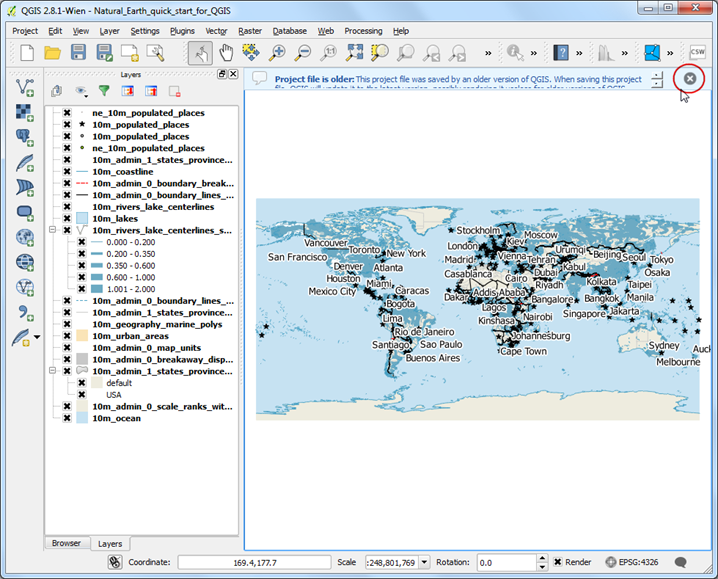 QGIS 2.8.1-Wien - Natural_Earth_quick_start_for_QGIS
Project Edit View Layer Settings Plugins Vector Raster Database Web Processing Help
1:1
?
CSW
Layers
Project file is older: This project file was saved by an older version of QGIS. When saving this project
file, QGIS will update it to the latest version, possibly rendering it useless for older versions of QGIS.
ne_10m_populated_places
10m_populated_places
10m_populated_places
ne_10m_populated_places
10m_admin_1_states_province...
10m_coastline
10m_admin_0_boundary_break...
10m_admin_0_boundary_lines_...
10m_rivers_lake_centerlines
10m_lakes
10m_rivers_lake_centerlines_s...
0.000 - 0.200
0.200 - 0.350
0.350 - 0.600
0.600 - 1.000
1.001 - 2.000
10m_admin_0_boundary_lines_...
10m_admin_1_states_province...
10m_geography_marine_polys
10m_urban_areas
10m_admin_0_map_units
10m_admin_0_breakaway_disp...
10m_admin_1_states_province...
default
USA
10m_admin_0_scale_ranks_wit...
10m_ocean
Stockholm
Moscow
Vancouver
London
Kiev
Toronto
New York
Madrid
Vienna
Tehran
Urumqi
Beijing
Seoul
Tokyo
San Francisco
Denver
Atlanta
Casablanca
Cairo
Dubai
Kabul
Osaka
Houston
Miami
Riyadh
Kolkata
Taipei
Mexico City
Caracas
Dakar
Addis Ababa
Bangalore
Bangkok
Manila
Bogota
Lagos
Singapore
Jakarta
Lima
Kinshasa
Nairobi
Rio de Janeiro
Johannesburg
Santiago
Sao Paulo
Sydney
Auck
Buenos Aires
Cape Town
Melbourne
Browser Layers
Coordinate: 169.4,177.7 Scale :248,801,769 Rotation: 0.0 Render EPSG:4326